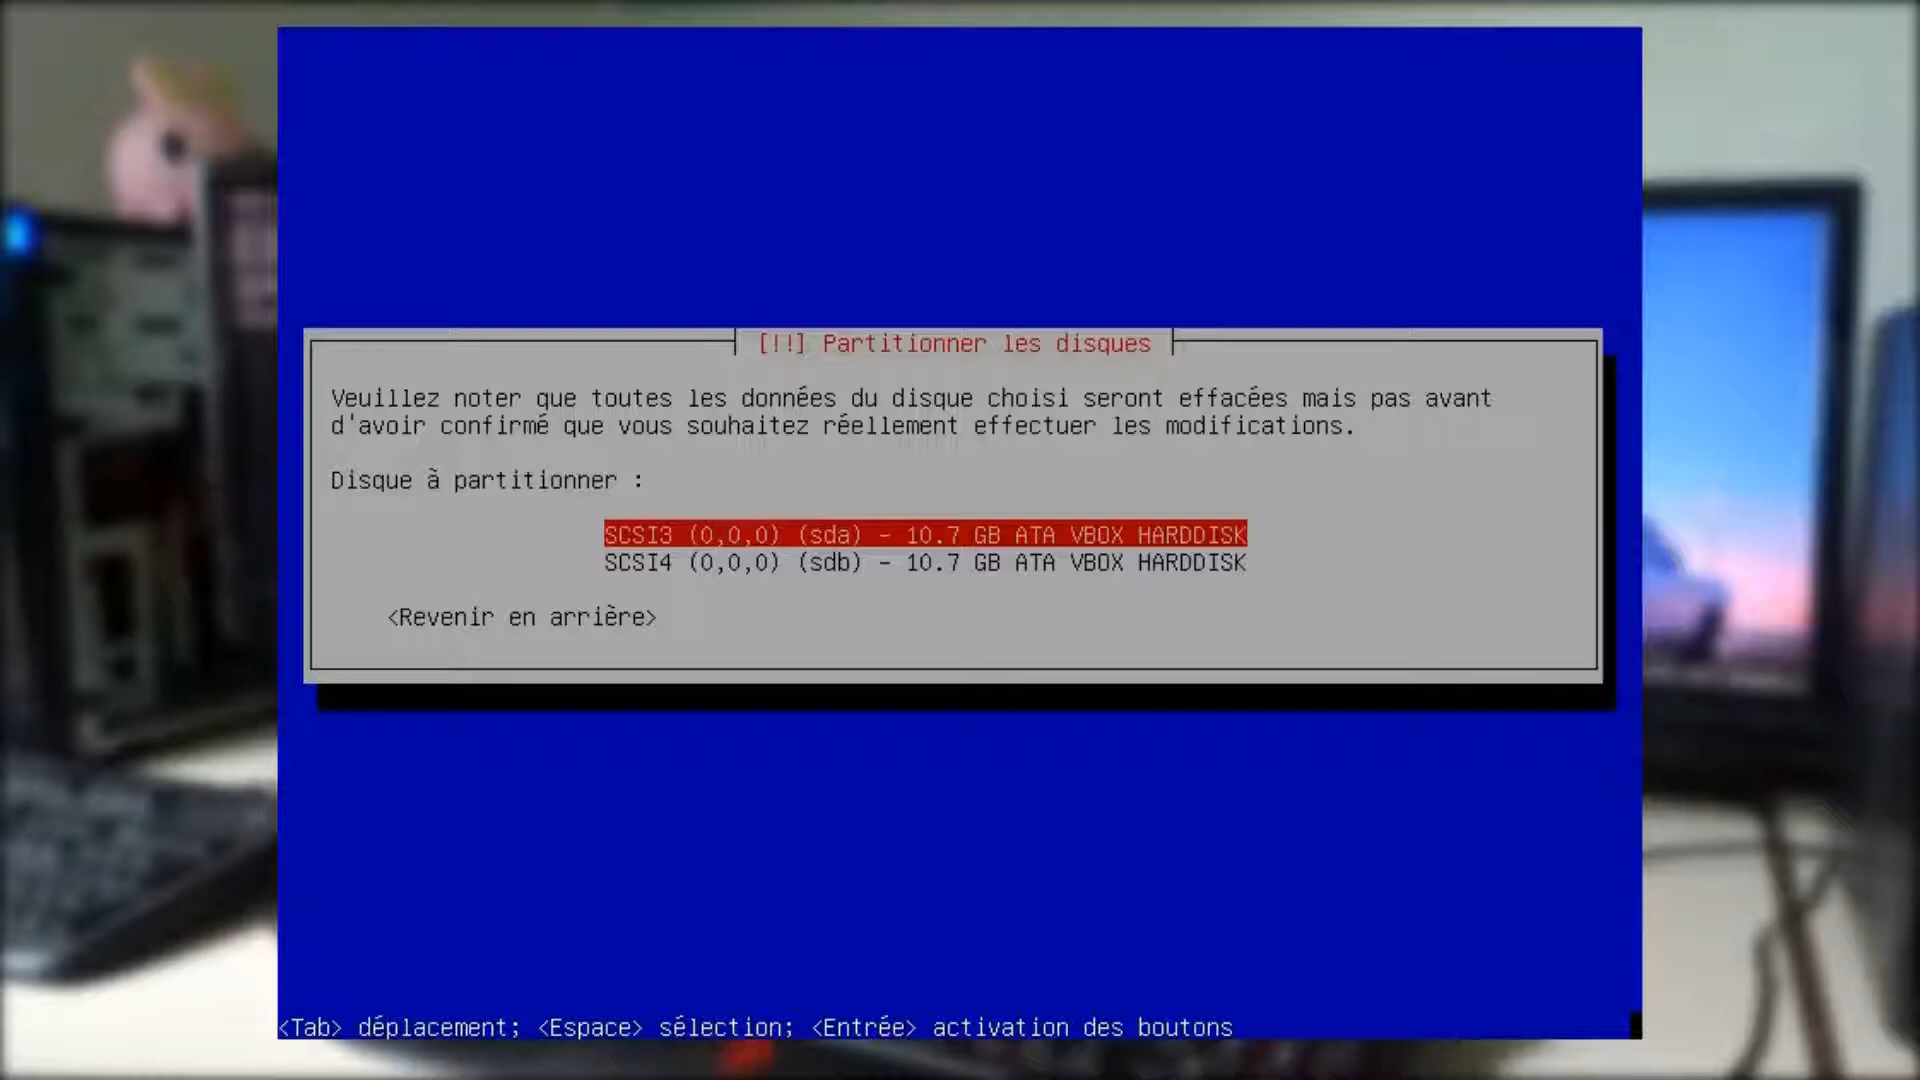 [!!] Partitionner les disques
Veuillez noter que toutes les données du disque choisi seront effacées mais pas avant
d'avoir confirmé que vous souhaitez réellement effectuer les modifications.
Disque à partitionner :
SCSI3 (0,0,0) (sda) - 10.7 GB ATA VBOX HARDDISK
SCSI4 (0,0,0) (sdb) - 10.7 GB ATA VBOX HARDDISK
<Revenir en arrière>
<Tab> déplacement; <Espace> sélection; <Entrée> activation des boutons